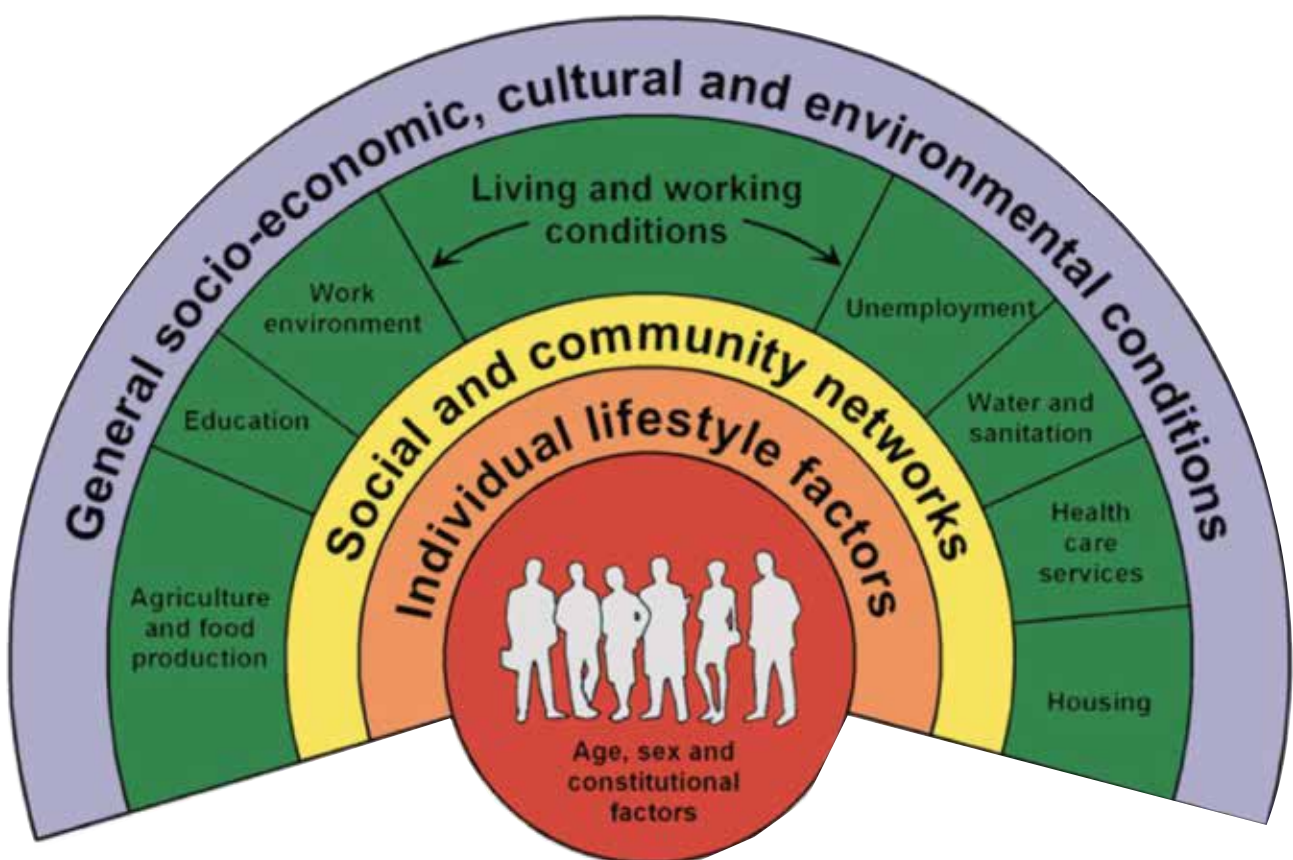 General socio-economic, cultural and environmental conditions
Living and working
conditions
Work
environment
Unemployment
Education
Water and
sanitation
Agriculture
and food
production
Health
care
services
Housing
Social and community networks
Individual lifestyle factors
Age, sex and
constitutional
factors